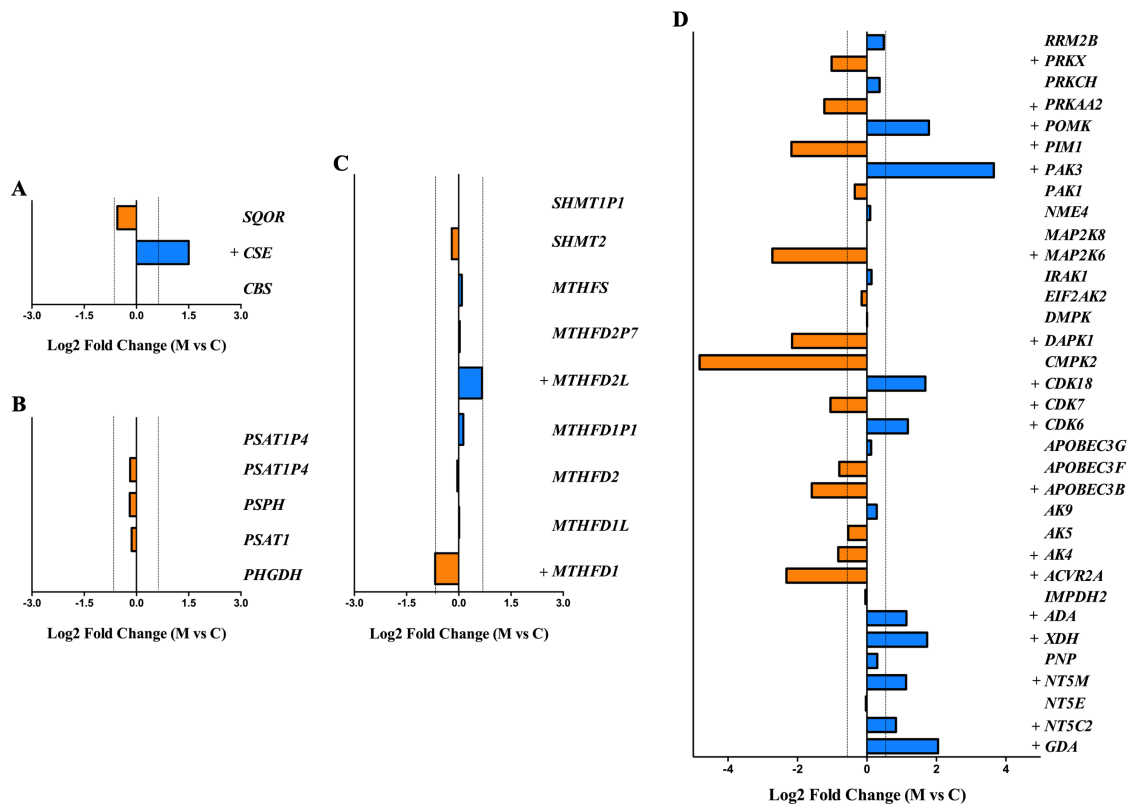 A
SQOR
+ CSE
CBS
-3.0 -1.5 0.0 1.5 3.0
Log2 Fold Change (M vs C)
B
PSAT1P4
PSAT1P4
PSPH
PSAT1
PHGDH
-3.0 -1.5 0.0 1.5 3.0
Log2 Fold Change (M vs C)
C
SHMT1P1
SHMT2
MTHFS
MTHFD2P7
+ MTHFD2L
MTHFD1P1
MTHFD2
MTHFD1L
+ MTHFD1
-3.0 -1.5 0.0 1.5 3.0
Log2 Fold Change (M vs C)
D
RRM2B
+ PRKX
PRKCH
+ PRKAA2
+ POMK
+ PIM1
+ PAK3
PAK1
NME4
MAP2K8
+ MAP2K6
IRAK1
EIF2AK2
DMPK
+ DAPK1
CMPK2
+ CDK18
+ CDK7
+ CDK6
APOBEC3G
APOBEC3F
+ APOBEC3B
AK9
AK5
+ AK4
+ ACVR2A
IMPDH2
+ ADA
+ XDH
PNP
+ NT5M
NT5E
+ NT5C2
+ GDA
-4 -2 0 2 4
Log2 Fold Change (M vs C)